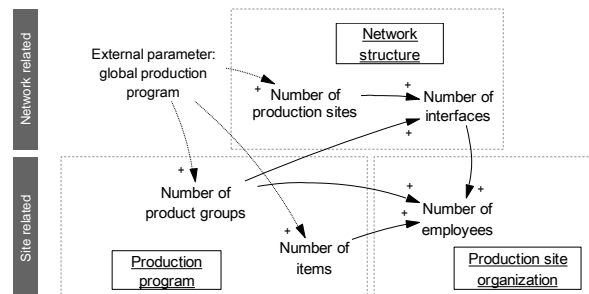 Network related
External parameter:
global production
program
Network
structure
+
Number of
production sites
+
Number of
interfaces
+
Site related
+
Number of
product groups
+
+
Number of
employees
+
+
Number of
items
Production
program
Production site
organization